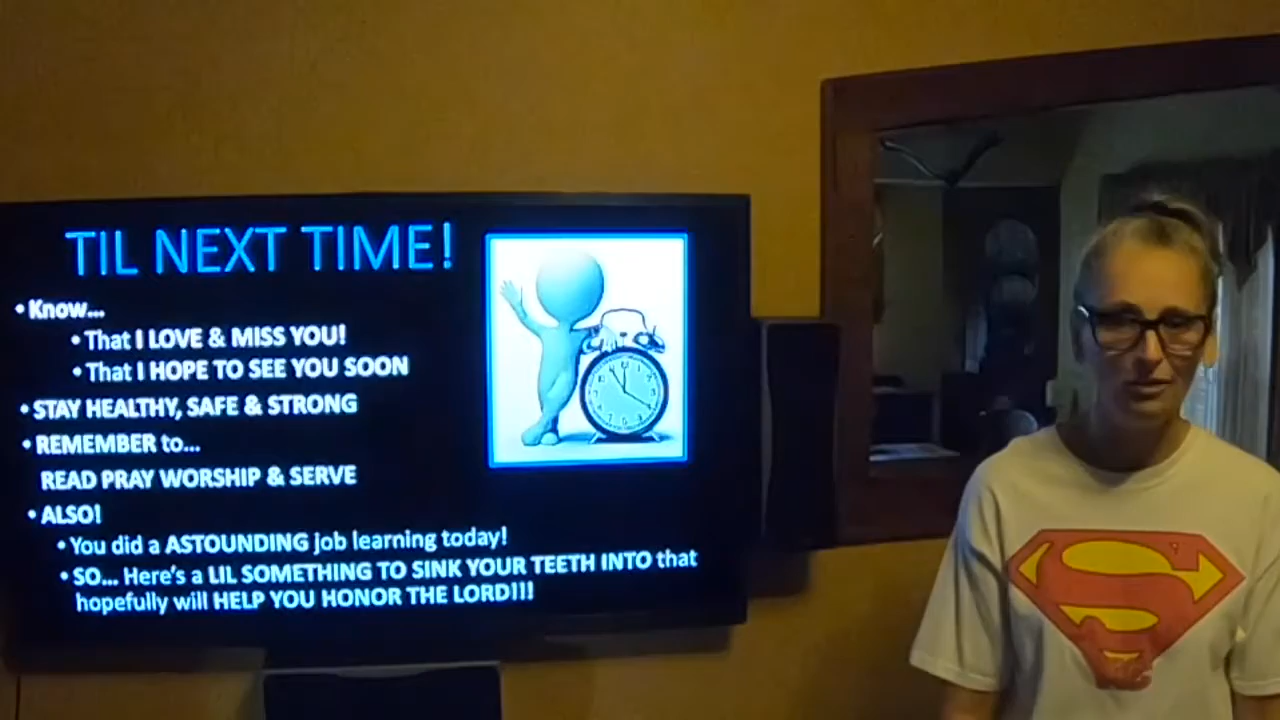 TIL NEXT TIME!
• Know...
• That I LOVE & MISS YOU!
• That I HOPE TO SEE YOU SOON
• STAY HEALTHY, SAFE & STRONG
• REMEMBER to...
READ PRAY WORSHIP & SERVE
• ALSO!
• You did a ASTOUNDING job learning today!
• SO... Here's a LIL SOMETHING TO SINK YOUR TEETH INTO that
hopefully will HELP YOU HONOR THE LORD!!!
S